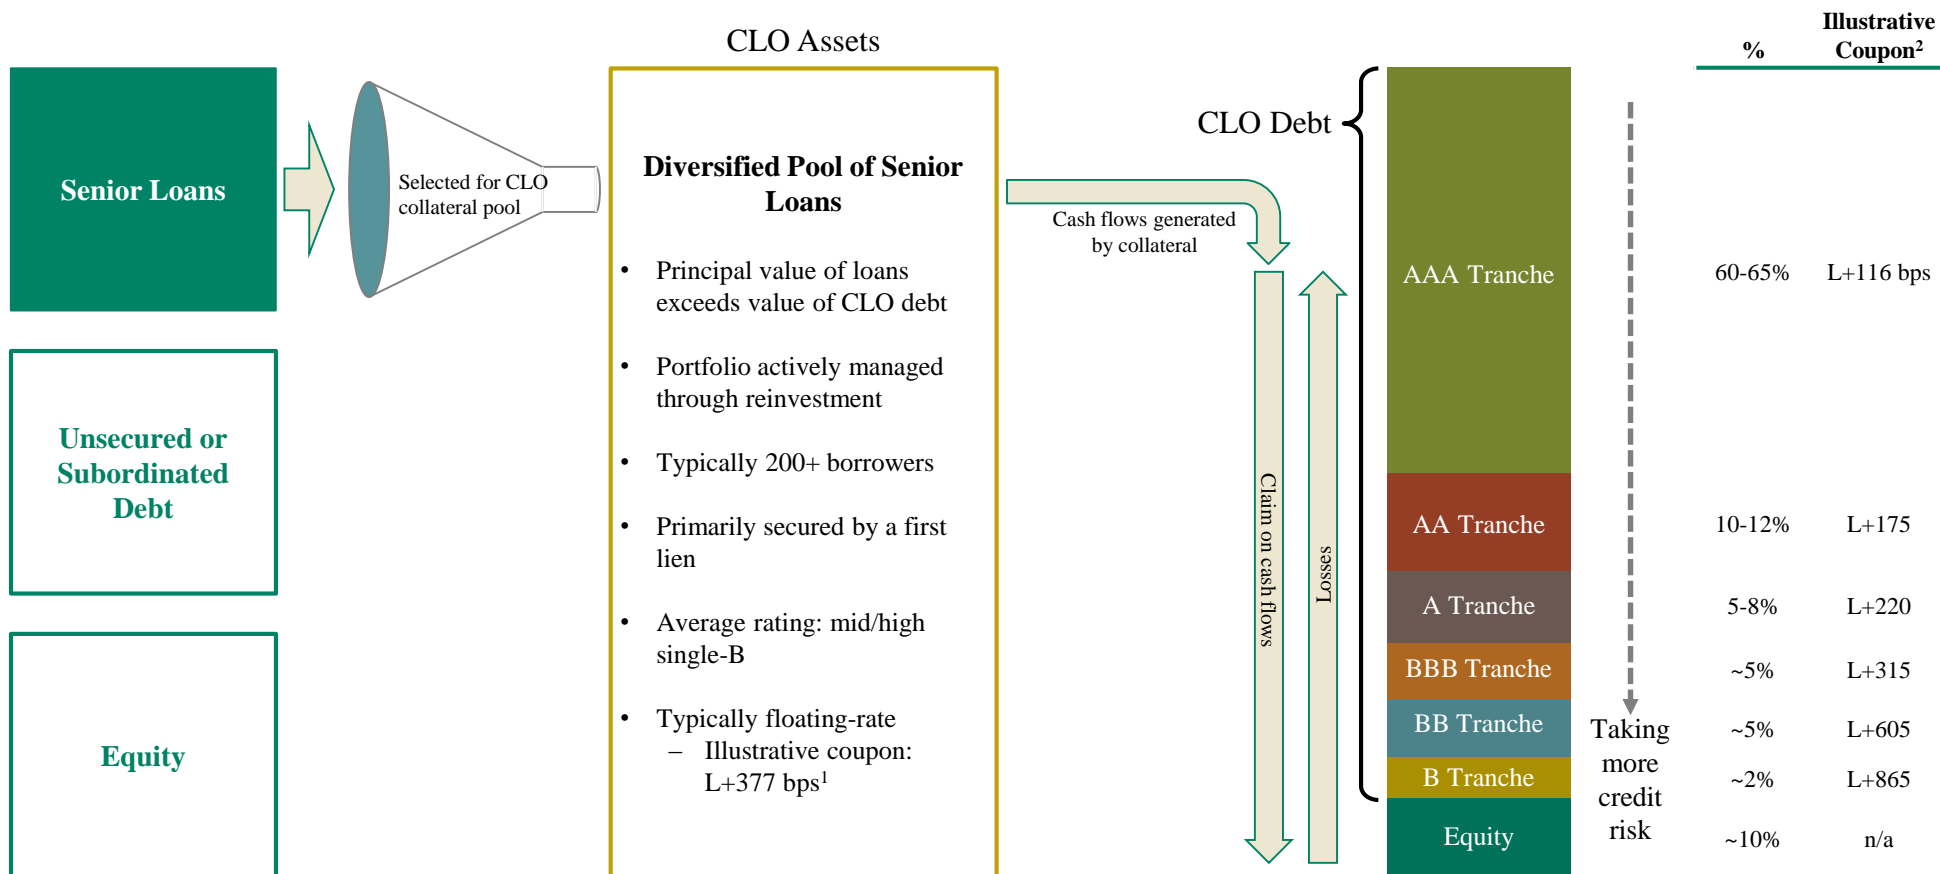 Senior Loans
Unsecured or
Subordinated
Debt
Equity
Selected for CLO
collateral pool
CLO Assets
Diversified Pool of Senior
Loans
• Principal value of loans
exceeds value of CLO debt
• Portfolio actively managed
through reinvestment
• Typically 200+ borrowers
• Primarily secured by a first
lien
• Average rating: mid/high
single-B
• Typically floating-rate
– Illustrative coupon:
L+377 bps¹
Cash flows generated
by collateral
Claim on cash flows
Losses
CLO Debt
AAA Tranche
AA Tranche
A Tranche
BBB Tranche
BB Tranche
B Tranche
Equity
Taking
more
credit
risk
Illustrative
% Coupon²
60-65% L+116 bps
10-12% L+175
5-8% L+220
~5% L+315
~5% L+605
~2% L+865
~10% n/a